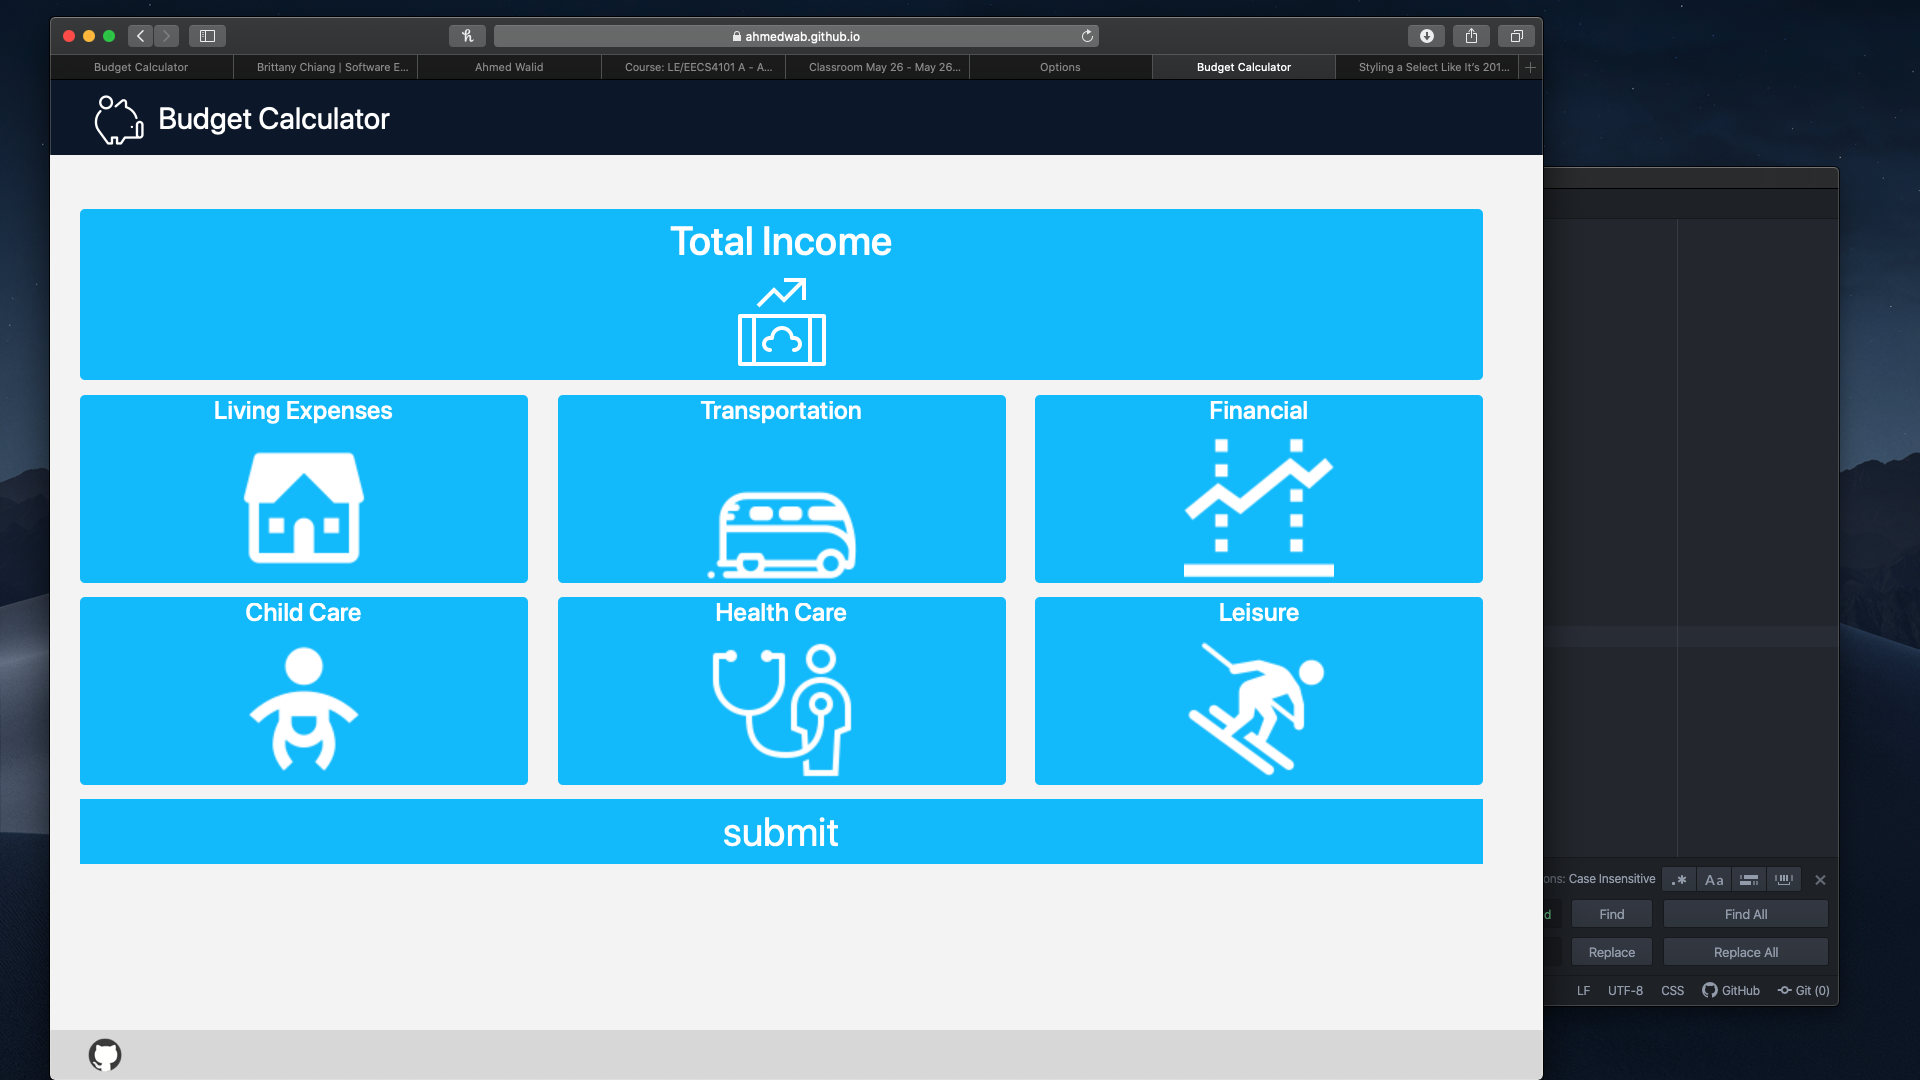 ahmedwab.github.io
Budget Calculator
Brittany Chiang | Software E...
Ahmed Walid
Course: LE/EECS4101 A - A...
Classroom May 26 - May 26...
Options
Budget Calculator
Styling a Select Like It's 201...
Budget Calculator
Total Income
Living Expenses
Transportation
Financial
Child Care
Health Care
Leisure
submit
ons: Case Insensitive
.*
Aa
d
Find
Find All
Replace
Replace All
LF
UTF-8
CSS
GitHub
Git (0)